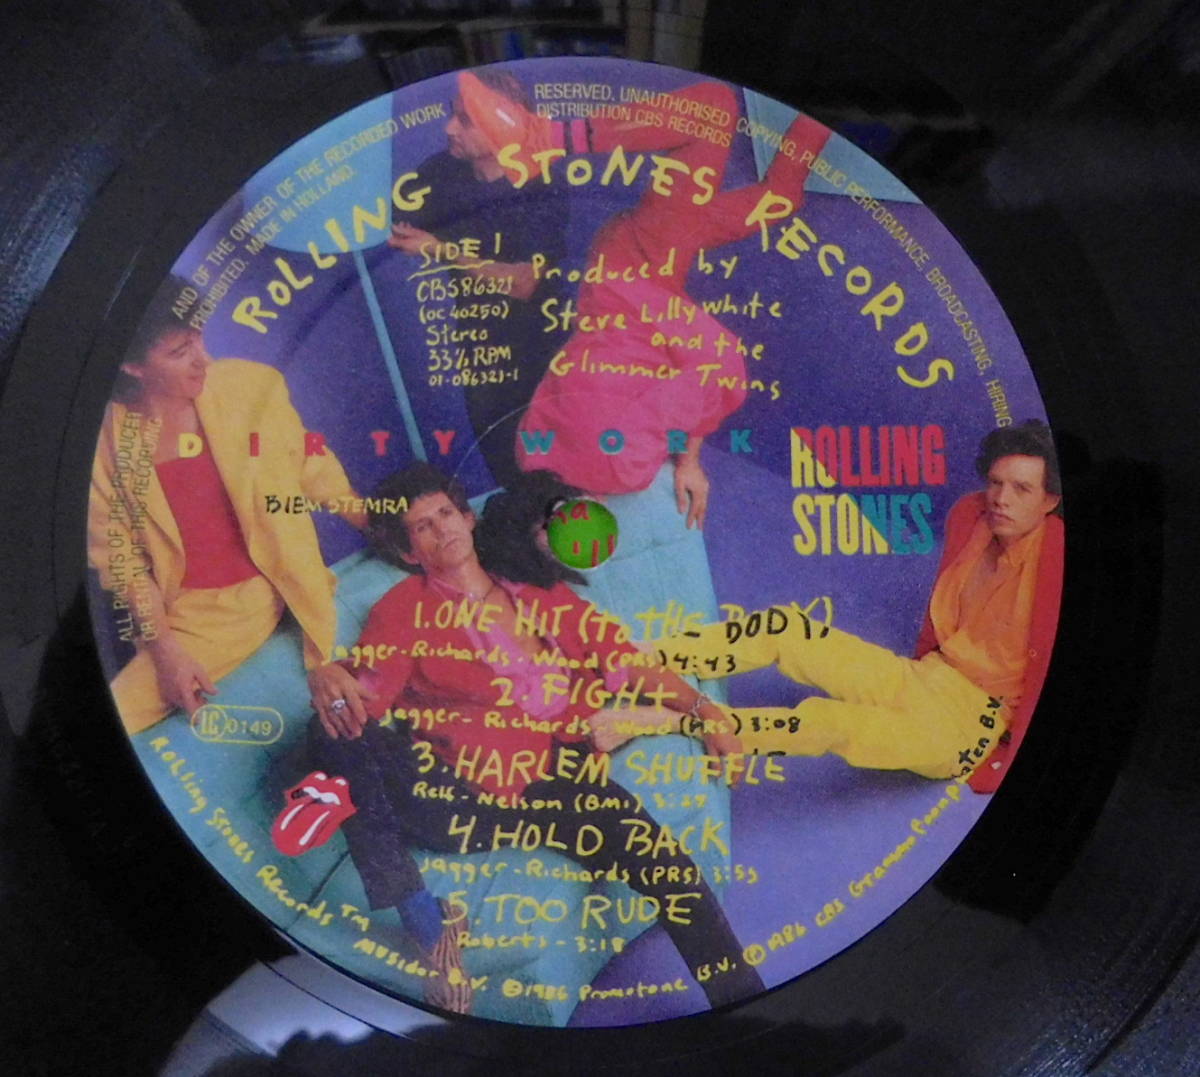 ALL RIGHTS OF THE PRODUCER AND OF THE OWNER OF THE RECORDED WORK RESERVED. UNAUTHORISED COPYING, PUBLIC PERFORMANCE, BROADCASTING, HIRING
OR RENTAL OF THIS RECORDING PROHIBITED. MADE IN HOLLAND. DISTRIBUTION CBS RECORDS
ROLLING STONES RECORDS
SIDE 1
CBS86321
(OC 40250)
Stereo
33⅓ RPM
01-086321-1
Produced by
Steve Lillywhite
and the
Glimmer Twins
DIRTY WORK
ROLLING
STONES
BIEM STEMRA
1. ONE HIT (to the BODY)
Jagger-Richards-Wood (PRS) 4:43
2. FIGHT
Jagger-Richards-Wood (PRS) 3:08
3. HARLEM SHUFFLE
Relf-Nelson (BMI) 3:27
4. HOLD BACK
Jagger-Richards (PRS) 3:53
5. TOO RUDE
Roberts-3:18
LC 0149
Rolling Stones Records TM Musidor B.V. ©1986 Promotone B.V. ℗1986 CBS B.V.